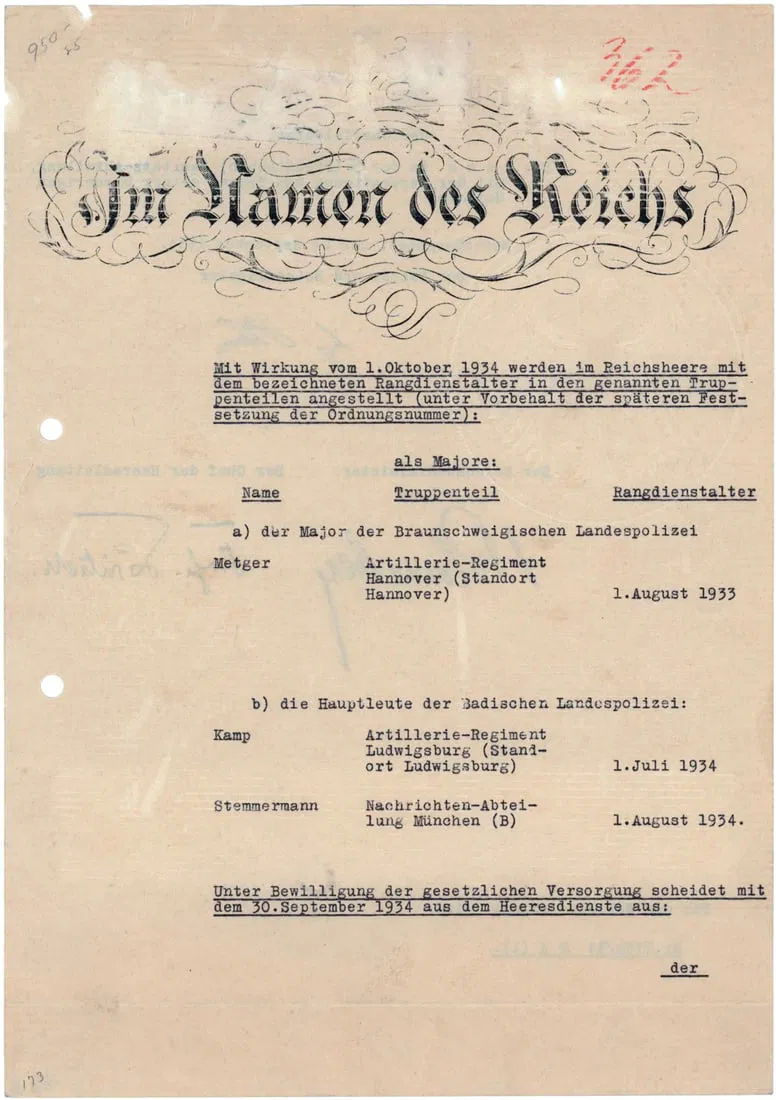 950-
55
362
Im Namen des Reichs
Mit Wirkung vom 1.Oktober 1934 werden im Reichsheere mit
dem bezeichneten Rangdienstalter in den genannten Trup-
penteilen angestellt (unter Vorbehalt der späteren Fest-
setzung der Ordnungsnummer):
als Majore:
Name Truppenteil Rangdienstalter
a) der Major der Braunschweigischen Landespolizei
Metger Artillerie-Regiment
Hannover (Standort
Hannover) 1.August 1933
b) die Hauptleute der Badischen Landespolizei:
Kamp Artillerie-Regiment
Ludwigsburg (Stand-
ort Ludwigsburg) 1.Juli 1934
Stemmermann Nachrichten-Abtei-
lung München (B) 1.August 1934.
Unter Bewilligung der gesetzlichen Versorgung scheidet mit
dem 30.September 1934 aus dem Heeresdienste aus:
der
173